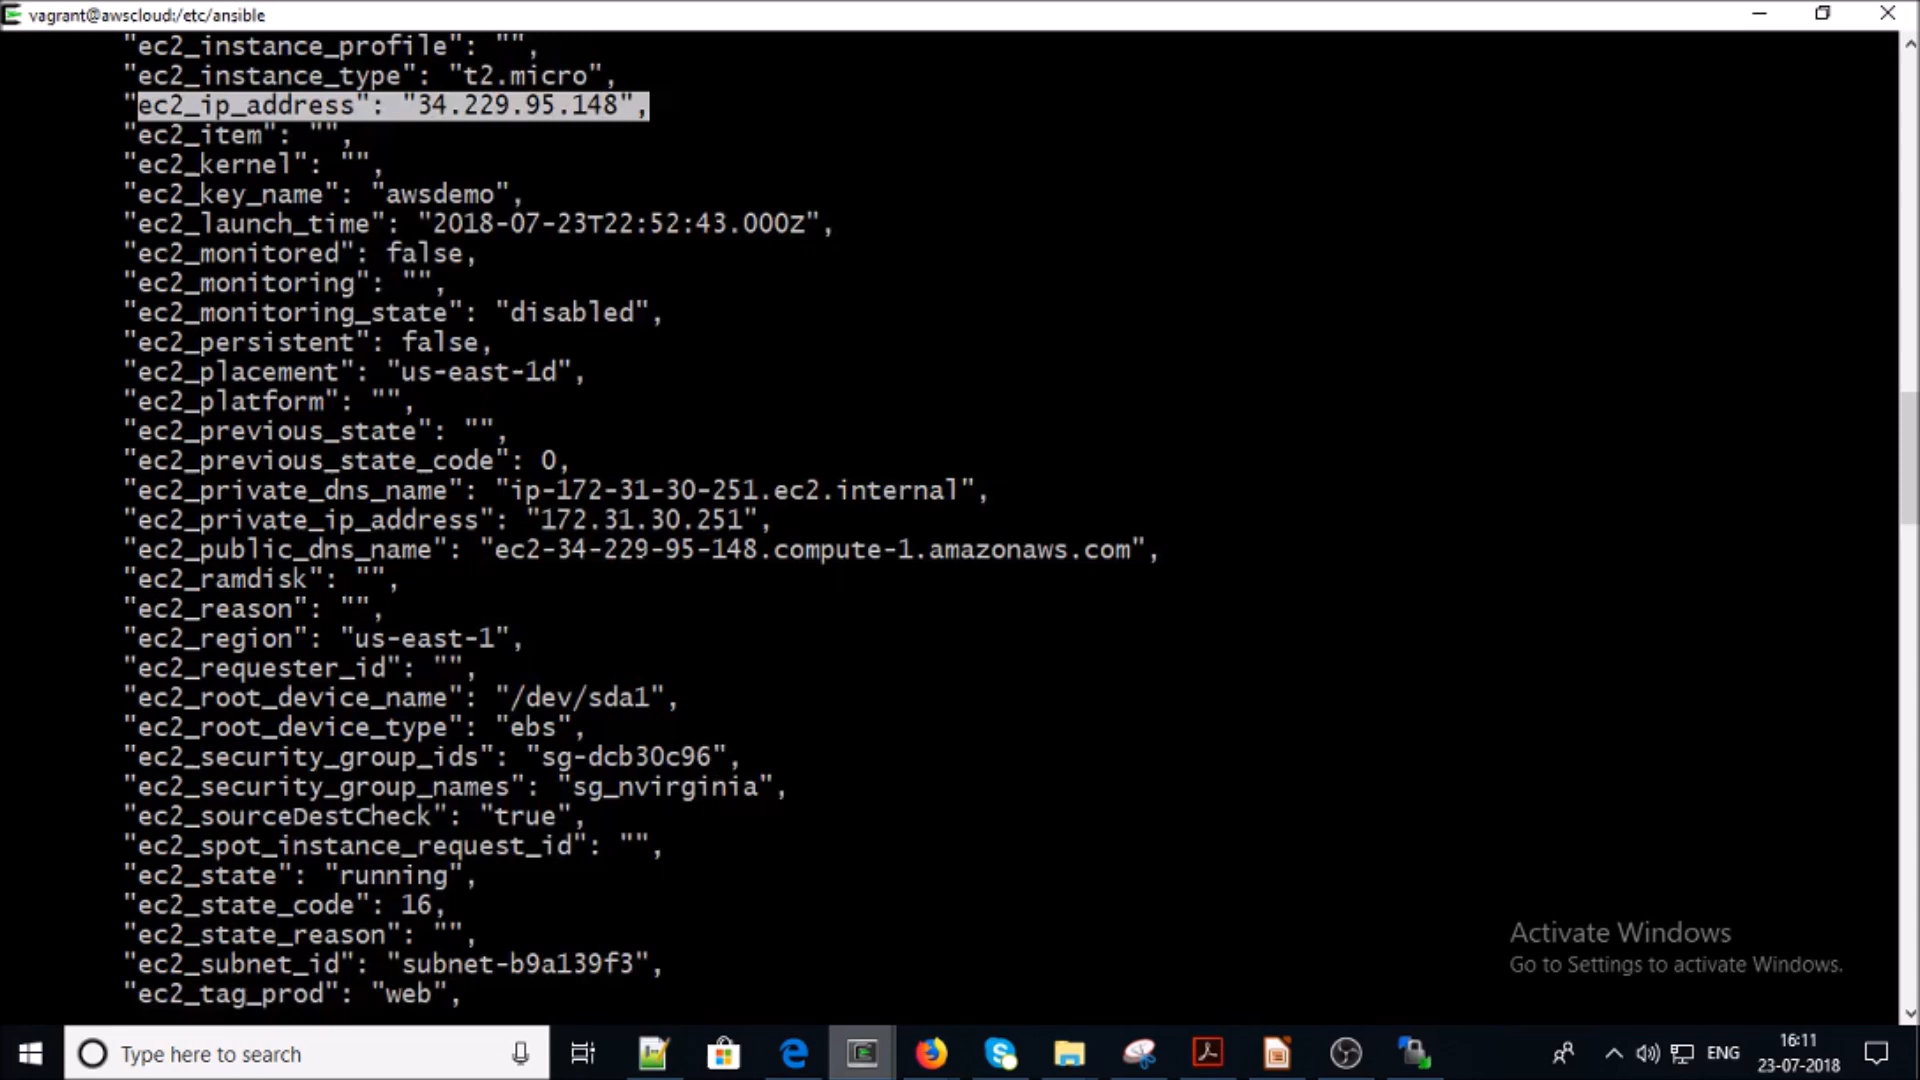 vagrant@awscloud:/etc/ansible
"ec2_instance_profile": "",
"ec2_instance_type": "t2.micro",
"ec2_ip_address": "34.229.95.148",
"ec2_item": "",
"ec2_kernel": "",
"ec2_key_name": "awsdemo",
"ec2_launch_time": "2018-07-23T22:52:43.000Z",
"ec2_monitored": false,
"ec2_monitoring": "",
"ec2_monitoring_state": "disabled",
"ec2_persistent": false,
"ec2_placement": "us-east-1d",
"ec2_platform": "",
"ec2_previous_state": "",
"ec2_previous_state_code": 0,
"ec2_private_dns_name": "ip-172-31-30-251.ec2.internal",
"ec2_private_ip_address": "172.31.30.251",
"ec2_public_dns_name": "ec2-34-229-95-148.compute-1.amazonaws.com",
"ec2_ramdisk": "",
"ec2_reason": "",
"ec2_region": "us-east-1",
"ec2_requester_id": "",
"ec2_root_device_name": "/dev/sda1",
"ec2_root_device_type": "ebs",
"ec2_security_group_ids": "sg-dcb30c96",
"ec2_security_group_names": "sg_nvirginia",
"ec2_sourceDestCheck": "true",
"ec2_spot_instance_request_id": "",
"ec2_state": "running",
"ec2_state_code": 16,
"ec2_state_reason": "",
"ec2_subnet_id": "subnet-b9a139f3",
"ec2_tag_prod": "web",
Activate Windows
Go to Settings to activate Windows.
Type here to search
ENG
16:11
23-07-2018